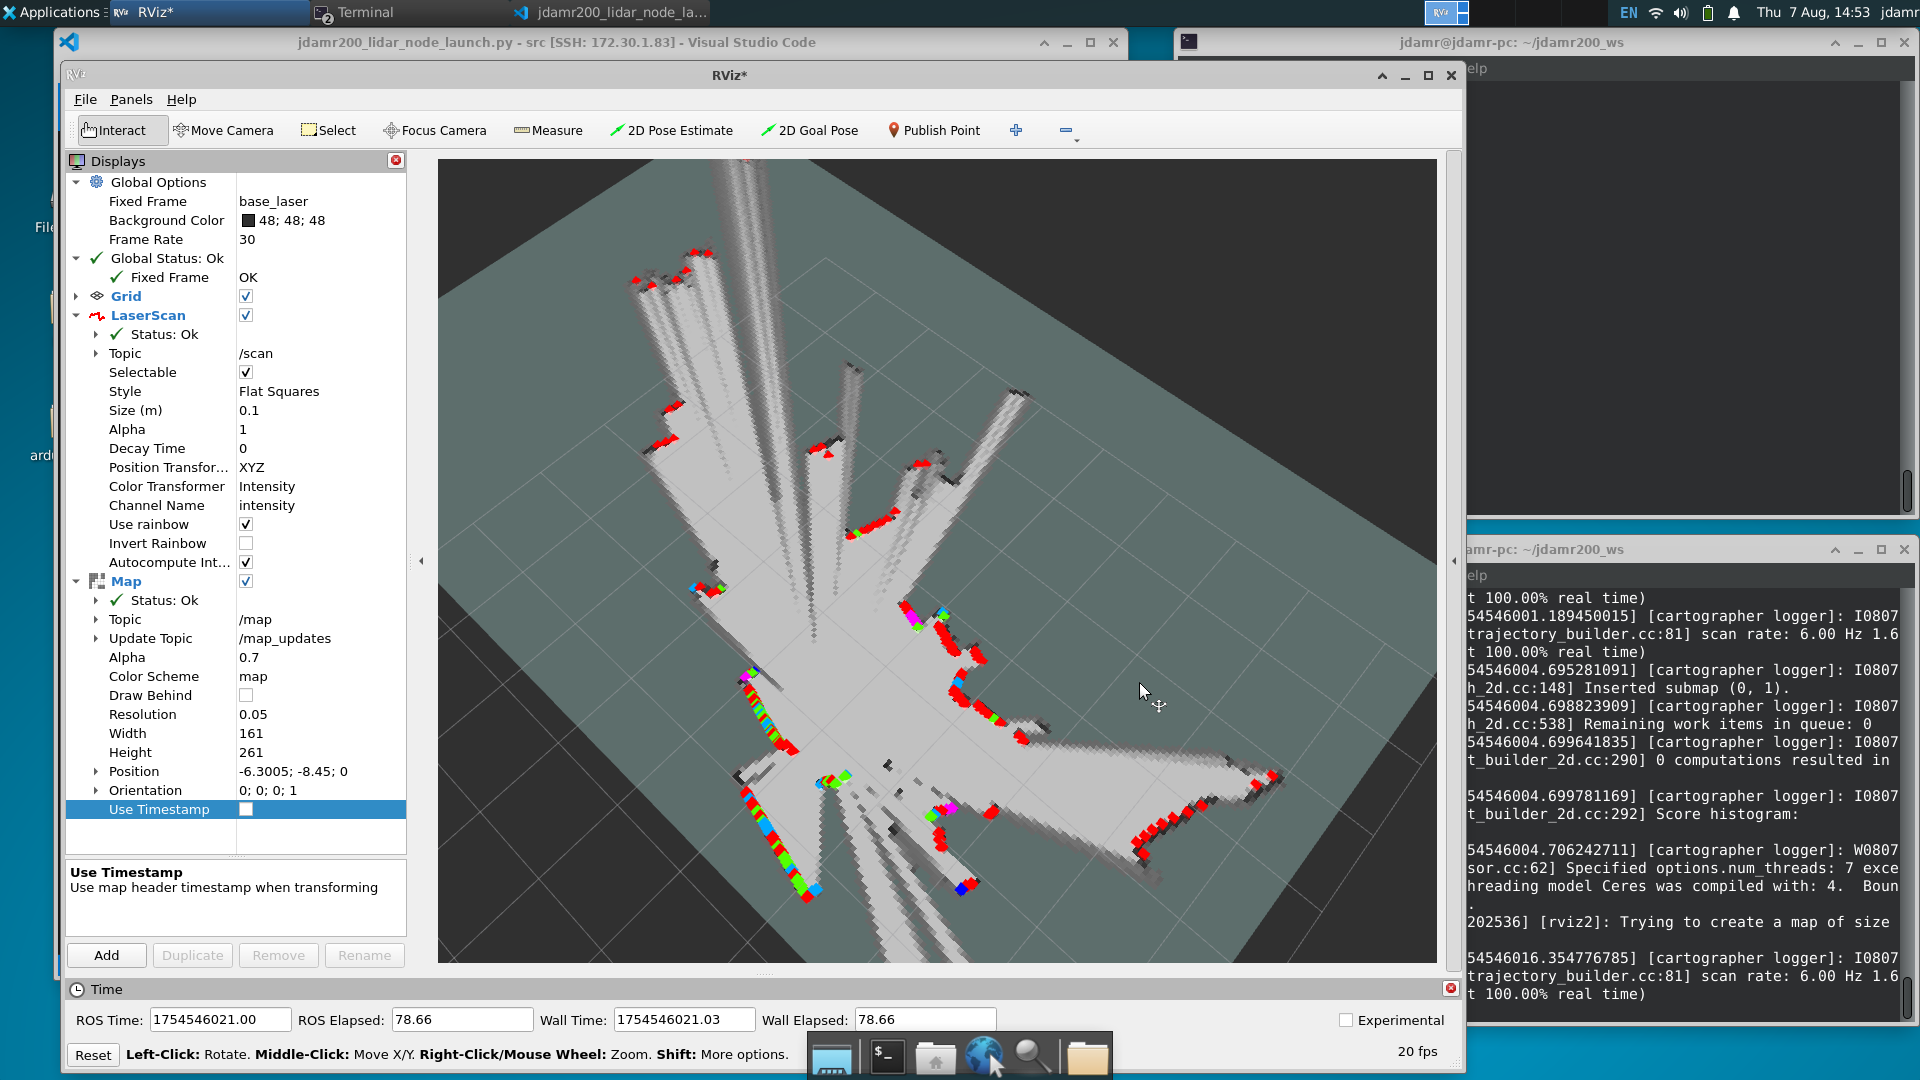 Applications
RViz*
Terminal
jdamr200_lidar_node_la...
RViz
EN
Thu 7 Aug, 14:53
jdamr
jdamr200_lidar_node_launch.py - src [SSH: 172.30.1.83] - Visual Studio Code
jdamr@jdamr-pc: ~/jdamr200_ws
elp
RViz*
File Panels Help
Interact Move Camera Select Focus Camera Measure 2D Pose Estimate 2D Goal Pose Publish Point
Displays
Global Options
Fixed Frame base_laser
Background Color 48; 48; 48
Frame Rate 30
Global Status: Ok
Fixed Frame OK
Grid
LaserScan
Status: Ok
Topic /scan
Selectable
Style Flat Squares
Size (m) 0.1
Alpha 1
Decay Time 0
Position Transfor... XYZ
Color Transformer Intensity
Channel Name intensity
Use rainbow
Invert Rainbow
Autocompute Int...
Map
Status: Ok
Topic /map
Update Topic /map_updates
Alpha 0.7
Color Scheme map
Draw Behind
Resolution 0.05
Width 161
Height 261
Position -6.3005; -8.45; 0
Orientation 0; 0; 0; 1
Use Timestamp
Use Timestamp
Use map header timestamp when transforming
Add Duplicate Remove Rename
Time
ROS Time: 1754546021.00 ROS Elapsed: 78.66 Wall Time: 1754546021.03 Wall Elapsed: 78.66 Experimental
Reset Left-Click: Rotate. Middle-Click: Move X/Y. Right-Click/Mouse Wheel: Zoom. Shift: More options. 20 fps
File
ard
amr-pc: ~/jdamr200_ws
elp
t 100.00% real time)
54546001.189450015] [cartographer logger]: I0807
trajectory_builder.cc:81] scan rate: 6.00 Hz 1.6
t 100.00% real time)
54546004.695281091] [cartographer logger]: I0807
h_2d.cc:148] Inserted submap (0, 1).
54546004.698823909] [cartographer logger]: I0807
h_2d.cc:538] Remaining work items in queue: 0
54546004.699641835] [cartographer logger]: I0807
t_builder_2d.cc:290] 0 computations resulted in
54546004.699781169] [cartographer logger]: I0807
t_builder_2d.cc:292] Score histogram:
54546004.706242711] [cartographer logger]: W0807
sor.cc:62] Specified options.num_threads: 7 exce
hreading model Ceres was compiled with: 4.  Boun
.
202536] [rviz2]: Trying to create a map of size
54546016.354776785] [cartographer logger]: I0807
trajectory_builder.cc:81] scan rate: 6.00 Hz 1.6
t 100.00% real time)